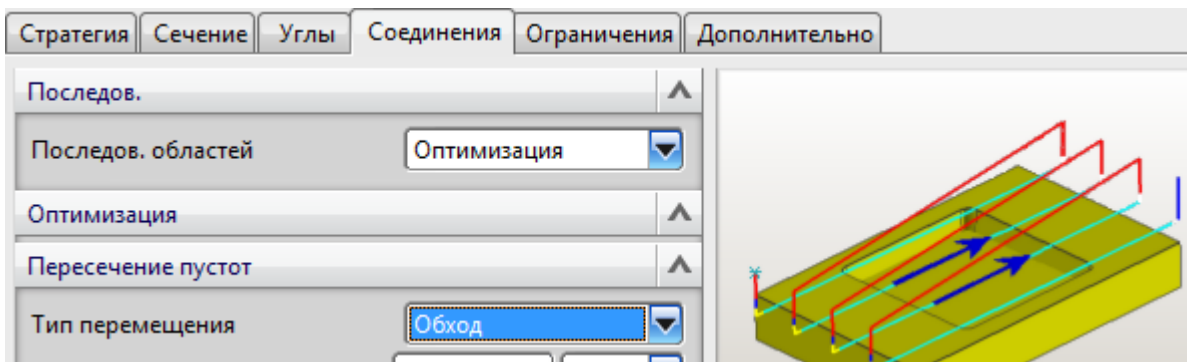 Стратегия Сечение Углы Соединения Ограничения Дополнительно
Последов.
Последов. областей Оптимизация
Оптимизация
Пересечение пустот
Тип перемещения Обход